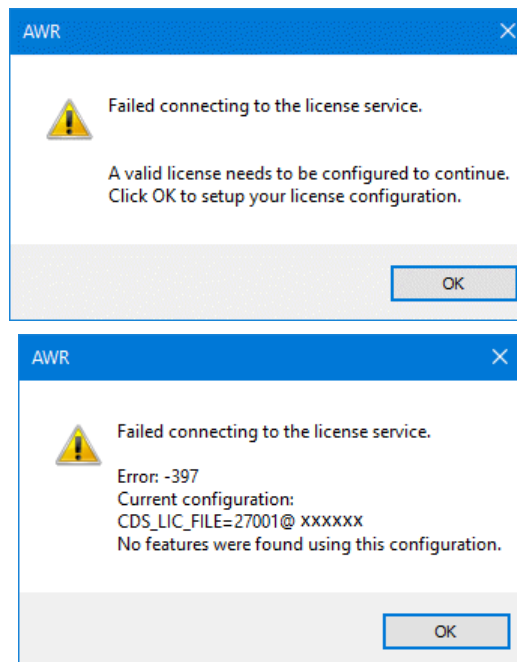 AWR
Failed connecting to the license service.
A valid license needs to be configured to continue.
Click OK to setup your license configuration.
OK
AWR
Failed connecting to the license service.
Error: -397
Current configuration:
CDS_LIC_FILE=27001@ xxxxxx
No features were found using this configuration.
OK